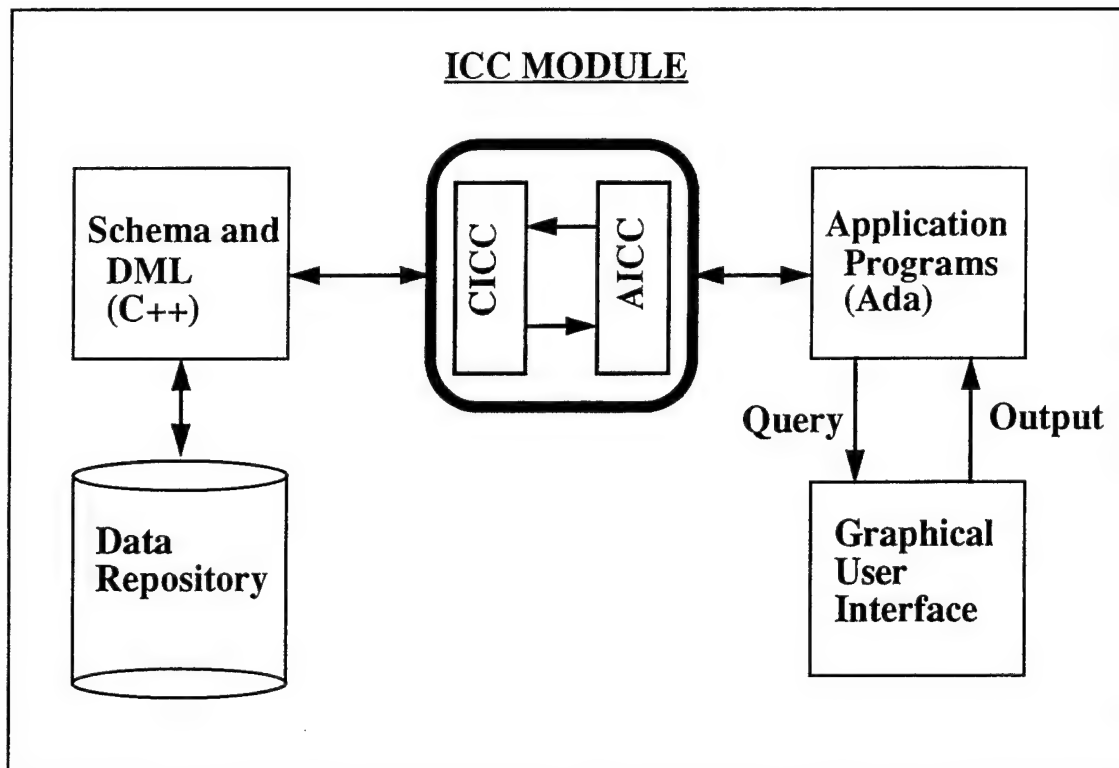 ICC MODULE
Schema and
DML
(C++)
CICC
AICC
Application
Programs
(Ada)
Query
Output
Data
Repository
Graphical
User
Interface